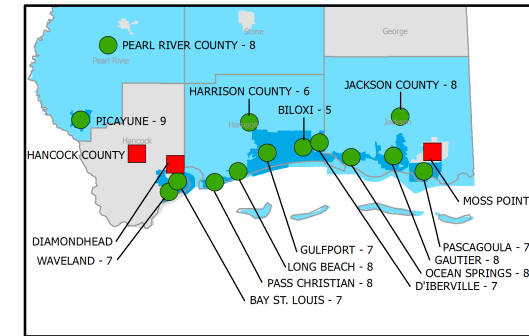 Stone
George
PEARL RIVER COUNTY - 8
Pearl River
HARRISON COUNTY - 6
JACKSON COUNTY - 8
BILOXI - 5
PICAYUNE - 9
Jackson
Hancock
HANCOCK COUNTY
MOSS POINT
DIAMONDHEAD
WAVELAND - 7
GULFPORT - 7
PASCAGOULA - 7
LONG BEACH - 8
GAUTIER - 8
PASS CHRISTIAN - 8
OCEAN SPRINGS - 8
BAY ST. LOUIS - 7
D'IBERVILLE - 7